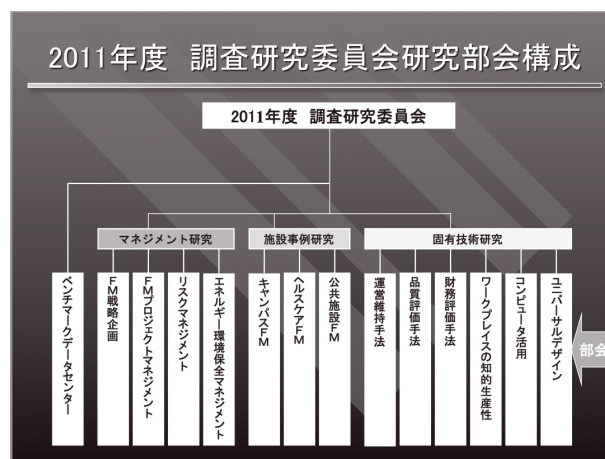 2011年度 調査研究委員会研究部会構成
2011年度 調査研究委員会
マネジメント研究
施設事例研究
固有技術研究
ベンチマークデータセンター
FM戦略企画
FMプロジェクトマネジメント
リスクマネジメント
エネルギー環境保全マネジメント
キャンパスFM
ヘルスケアFM
公共施設FM
運営維持手法
品質評価手法
財務評価手法
ワークプレイスの知的生産性
コンピュータ活用
ユニバーサルデザイン
部会